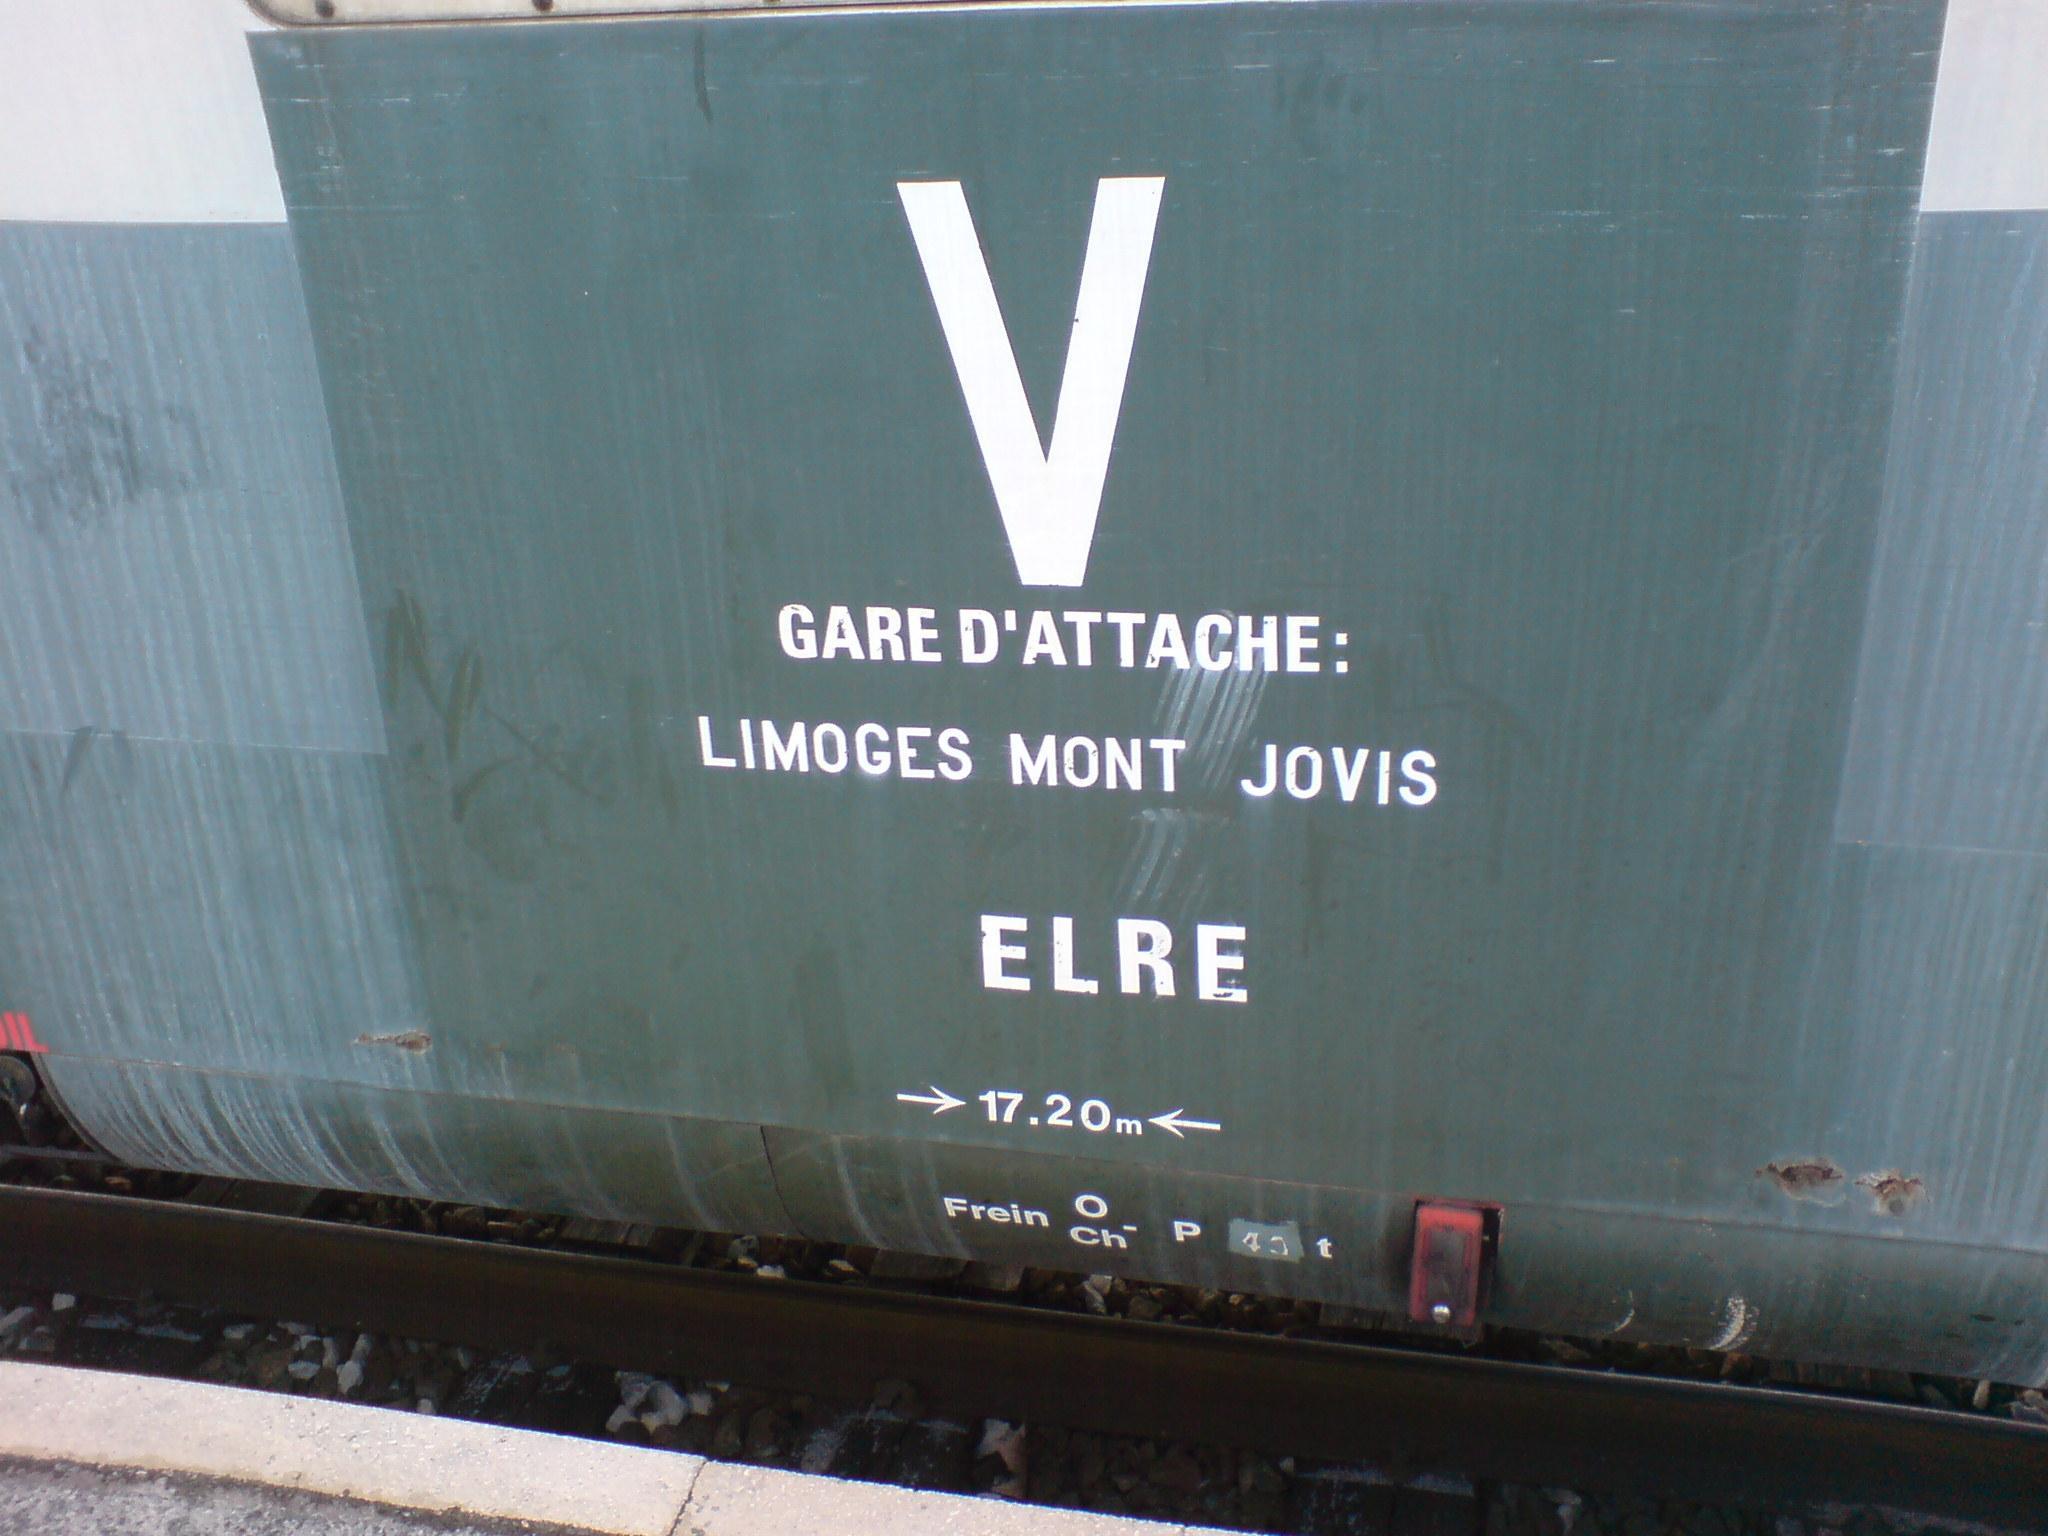 V
GARE D'ATTACHE:
LIMOGES MONT JOVIS
ELRE
→17.20m←
Frein O
Ch- P t